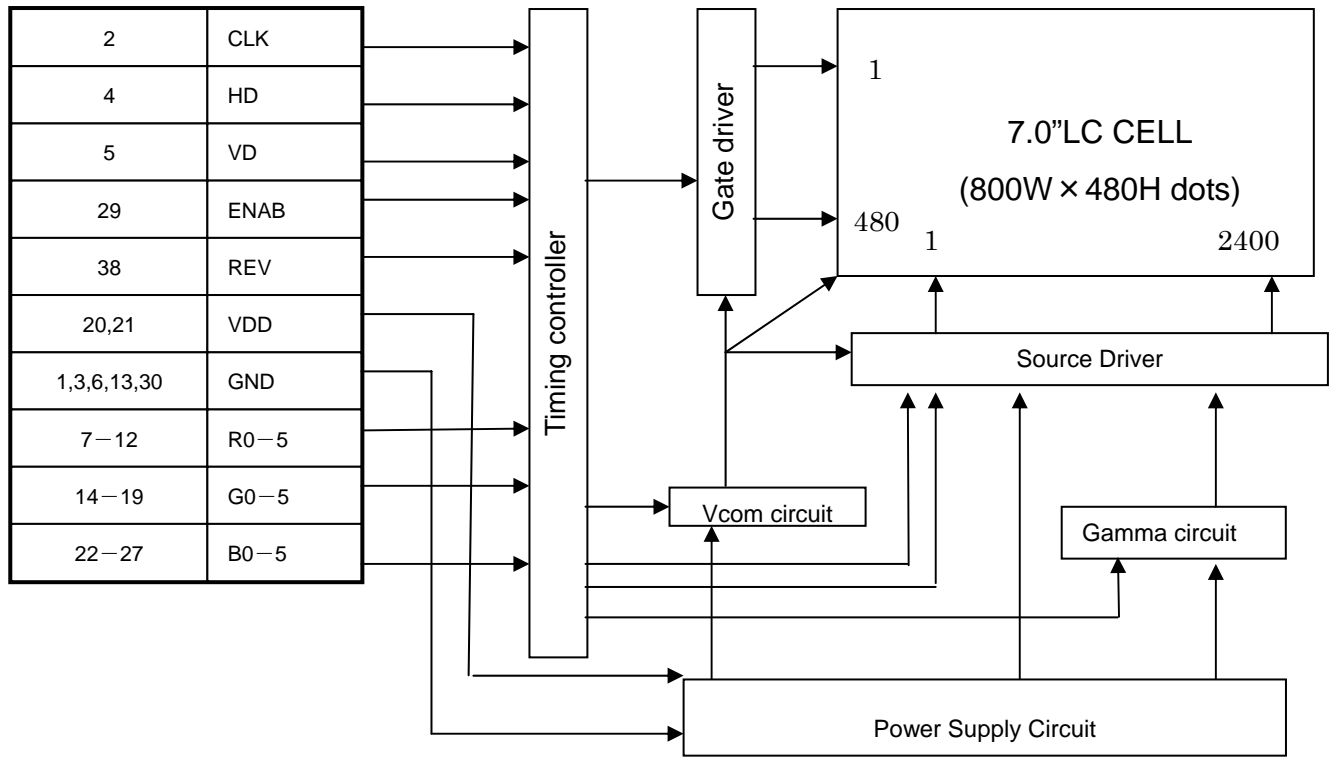 2 CLK
4 HD
5 VD
29 ENAB
38 REV
20,21 VDD
1,3,6,13,30 GND
7－12 R0－5
14－19 G0－5
22－27 B0－5
Timing controller
Gate driver
1
7.0”LC CELL
(800W×480H dots)
480
1
2400
Source Driver
Vcom circuit
Gamma circuit
Power Supply Circuit